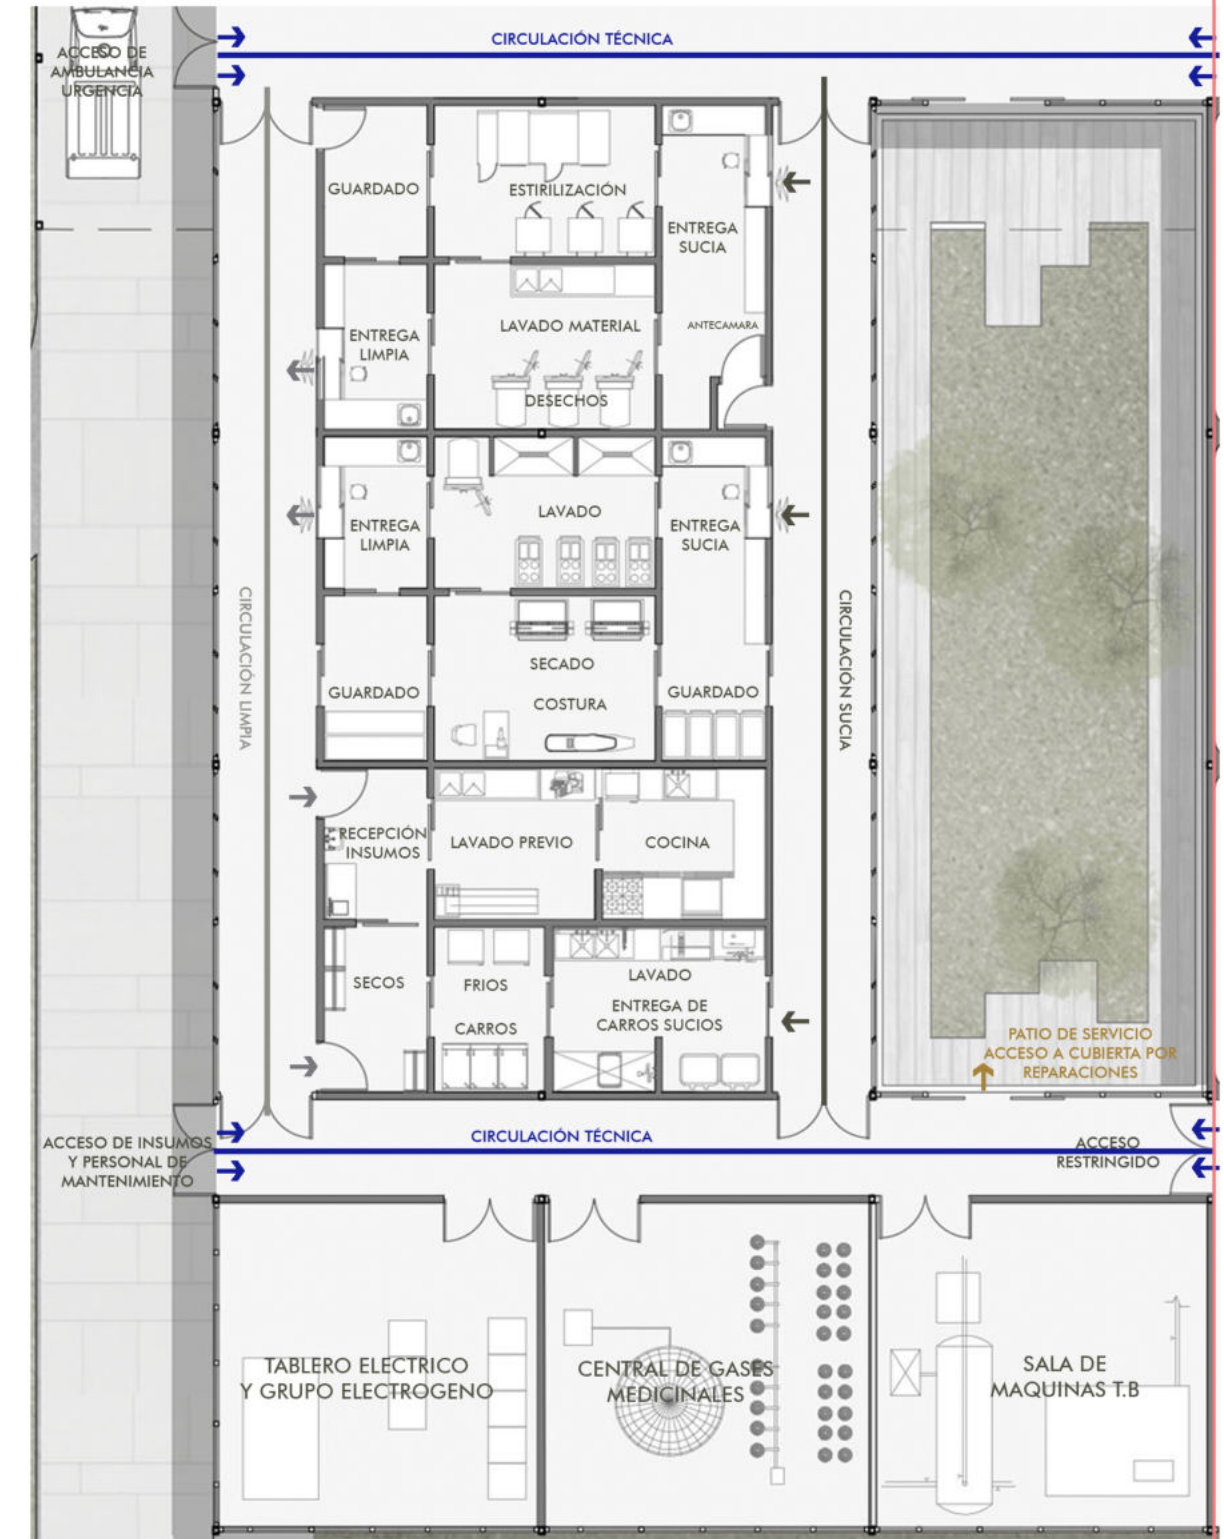 CIRCULACIÓN TÉCNICA
ACCESO DE
AMBULANCIA
URGENCIA
GUARDADO
ESTIRILIZACIÓN
ENTREGA
SUCIA
ENTREGA
LIMPIA
LAVADO MATERIAL
ANTECAMARA
DESECHOS
ENTREGA
LIMPIA
LAVADO
ENTREGA
SUCIA
CIRCULACIÓN LIMPIA
CIRCULACIÓN SUCIA
GUARDADO
SECADO
COSTURA
GUARDADO
RECEPCIÓN
INSUMOS
LAVADO PREVIO
COCINA
SECOS
FRIOS
CARROS
LAVADO
ENTREGA DE
CARROS SUCIOS
PATIO DE SERVICIO
ACCESO A CUBIERTA POR
REPARACIONES
ACCESO DE INSUMOS
Y PERSONAL DE
MANTENIMIENTO
CIRCULACIÓN TÉCNICA
ACCESO
RESTRINGIDO
TABLERO ELECTRICO
Y GRUPO ELECTROGENO
CENTRAL DE GASES
MEDICINALES
SALA DE
MAQUINAS T.B